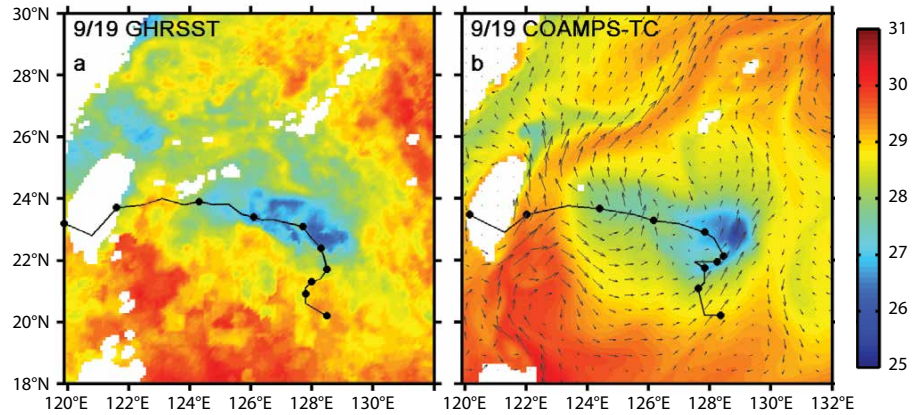 9/19 GHRSST
a
9/19 COAMPS-TC
b
30°N
28°N
26°N
24°N
22°N
20°N
18°N
120°E 122°E 124°E 126°E 128°E 130°E
120°E 122°E 124°E 126°E 128°E 130°E 132°E
31
30
29
28
27
26
25